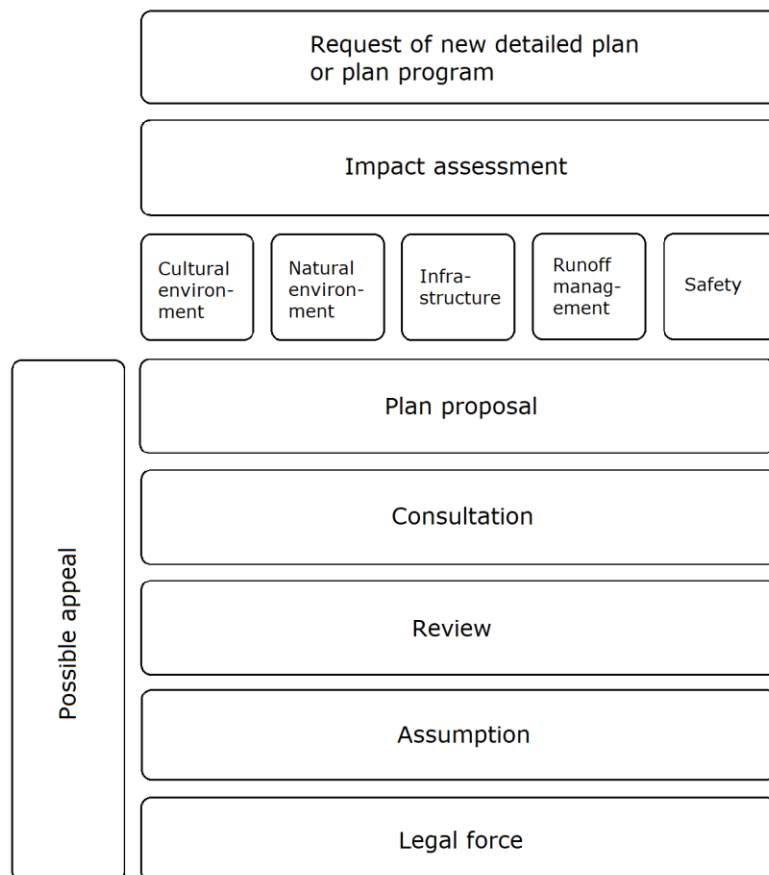 Request of new detailed plan
or plan program
Impact assessment
Cultural
environ-
ment
Natural
environ-
ment
Infra-
structure
Runoff
manag-
ement
Safety
Possible appeal
Plan proposal
Consultation
Review
Assumption
Legal force